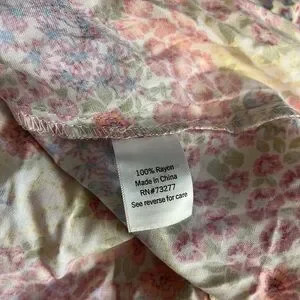 100% Rayon
Made in China
RN#73277
See reverse for care